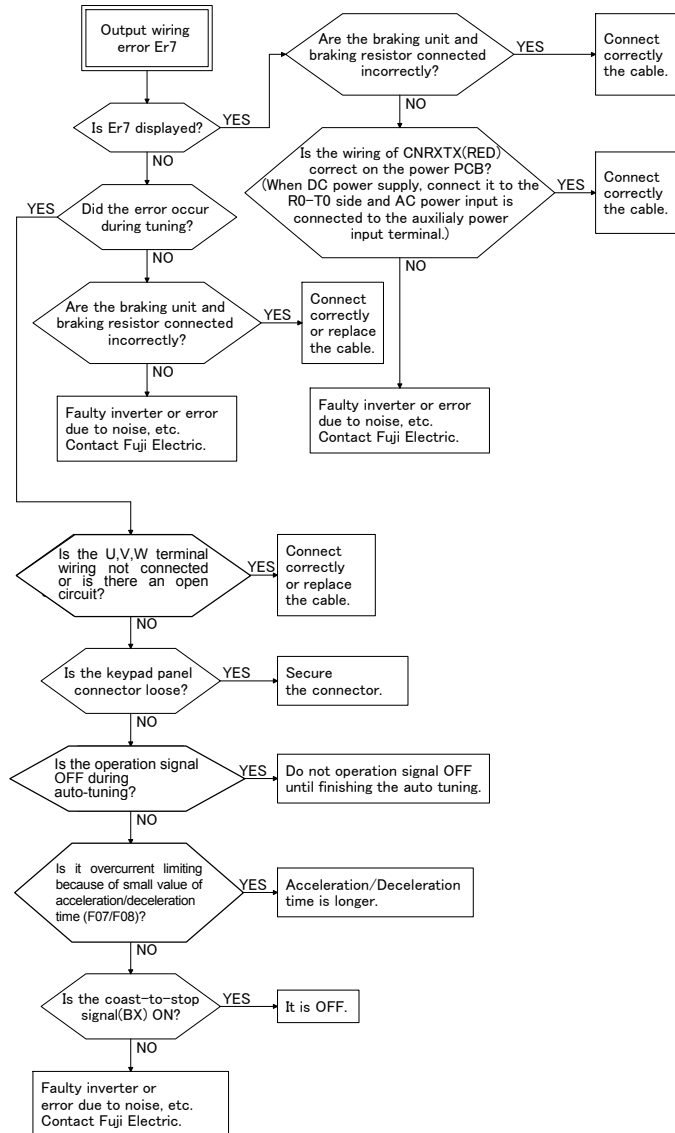 Output wiring
error Er7
Are the braking unit and
braking resistor connected
incorrectly?
YES
Connect
correctly
the cable.
NO
Is Er7 displayed?
YES
NO
Is the wiring of CNRXTX(RED)
correct on the power PCB?
(When DC power supply, connect it to the
R0-T0 side and AC power input is
connected to the auxilialy power
input terminal.)
YES
Connect
correctly
the cable.
NO
YES
Did the error occur
during tuning?
NO
Are the braking unit and
braking resistor connected
incorrectly?
YES
Connect
correctly
or replace
the cable.
NO
Faulty inverter or error
due to noise, etc.
Contact Fuji Electric.
Faulty inverter or error
due to noise, etc.
Contact Fuji Electric.
Is the U,V,W terminal
wiring not connected
or is there an open
circuit?
YES
Connect
correctly
or replace
the cable.
NO
Is the keypad panel
connector loose?
YES
Secure
the connector.
NO
Is the operation signal
OFF during
auto-tuning?
YES
Do not operation signal OFF
until finishing the auto tuning.
NO
Is it overcurrent limiting
because of small value of
acceleration/deceleration
time (F07/F08)?
YES
Acceleration/Deceleration
time is longer.
NO
Is the coast-to-stop
signal(BX) ON?
YES
It is OFF.
NO
Faulty inverter or
error due to noise, etc.
Contact Fuji Electric.